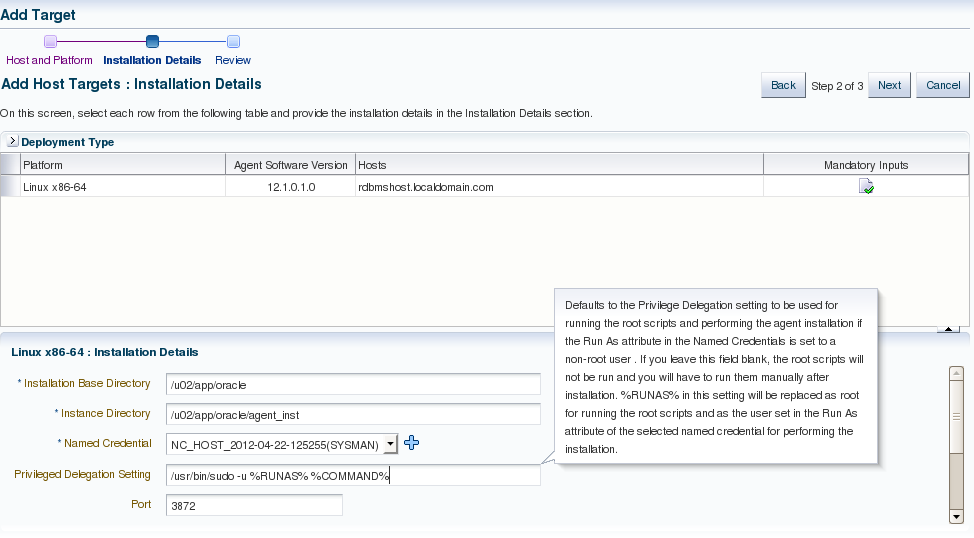 Add Target
Host and Platform Installation Details Review
Add Host Targets : Installation Details
Back Step 2 of 3 Next Cancel
On this screen, select each row from the following table and provide the installation details in the Installation Details section.
Deployment Type
Platform Agent Software Version Hosts Mandatory Inputs
Linux x86-64 12.1.0.1.0 rdbmshost.localdomain.com
Defaults to the Privilege Delegation setting to be used for
running the root scripts and performing the agent installation if
the Run As attribute in the Named Credentials is set to a
non-root user . If you leave this field blank, the root scripts will
not be run and you will have to run them manually after
installation. %RUNAS% in this setting will be replaced as root
for running the root scripts and as the user set in the Run As
attribute of the selected named credential for performing the
installation.
Linux x86-64 : Installation Details
* Installation Base Directory /u02/app/oracle
* Instance Directory /u02/app/oracle/agent_inst
* Named Credential NC_HOST_2012-04-22-125255(SYSMAN)
Privileged Delegation Setting /usr/bin/sudo -u %RUNAS% %COMMAND%
Port 3872